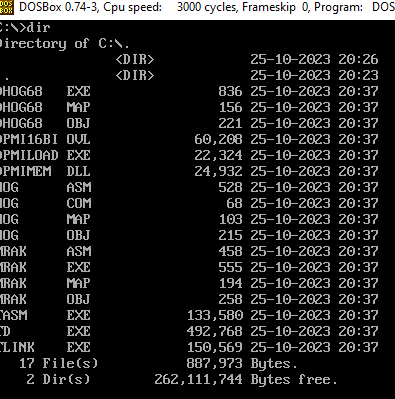 DOSBox 0.74-3, Cpu speed: 3000 cycles, Frameskip 0, Program: DOS
C:\>dir
Directory of C:\.
. <DIR> 25-10-2023 20:26
.. <DIR> 25-10-2023 20:23
DHOG68 EXE 836 25-10-2023 20:37
DHOG68 MAP 156 25-10-2023 20:37
DHOG68 OBJ 221 25-10-2023 20:37
DPMI16BI OVL 60,208 25-10-2023 20:37
DPMILOAD EXE 22,324 25-10-2023 20:37
DPMIMEM DLL 24,932 25-10-2023 20:37
HOG ASM 528 25-10-2023 20:37
HOG COM 68 25-10-2023 20:37
HOG MAP 103 25-10-2023 20:37
HOG OBJ 215 25-10-2023 20:37
MRAK ASM 458 25-10-2023 20:37
MRAK EXE 555 25-10-2023 20:37
MRAK MAP 194 25-10-2023 20:37
MRAK OBJ 258 25-10-2023 20:37
TASM EXE 133,580 25-10-2023 20:37
TD EXE 492,768 25-10-2023 20:37
TLINK EXE 150,569 25-10-2023 20:37
17 File(s) 887,973 Bytes.
2 Dir(s) 262,111,744 Bytes free.